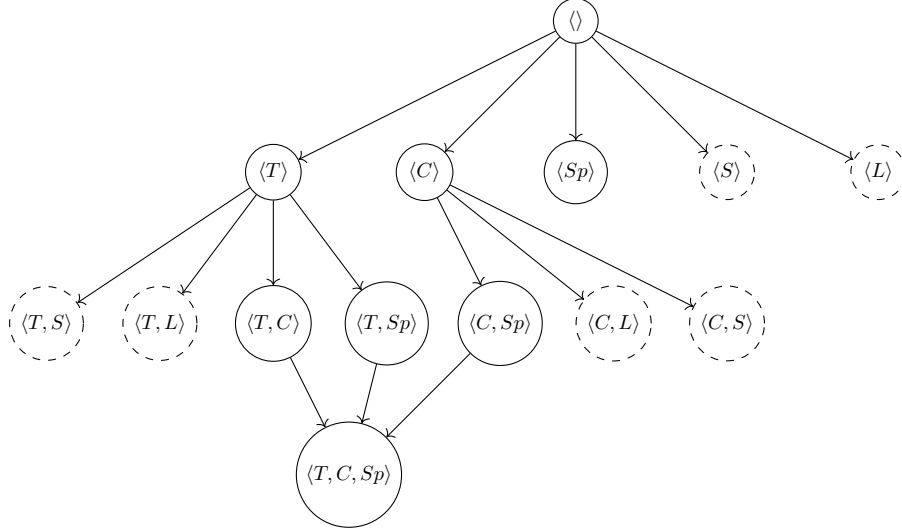 ⟨⟩
⟨T⟩ ⟨C⟩ ⟨Sp⟩ ⟨S⟩ ⟨L⟩
⟨T, S⟩ ⟨T, L⟩ ⟨T, C⟩ ⟨T, Sp⟩ ⟨C, Sp⟩ ⟨C, L⟩ ⟨C, S⟩
⟨T, C, Sp⟩